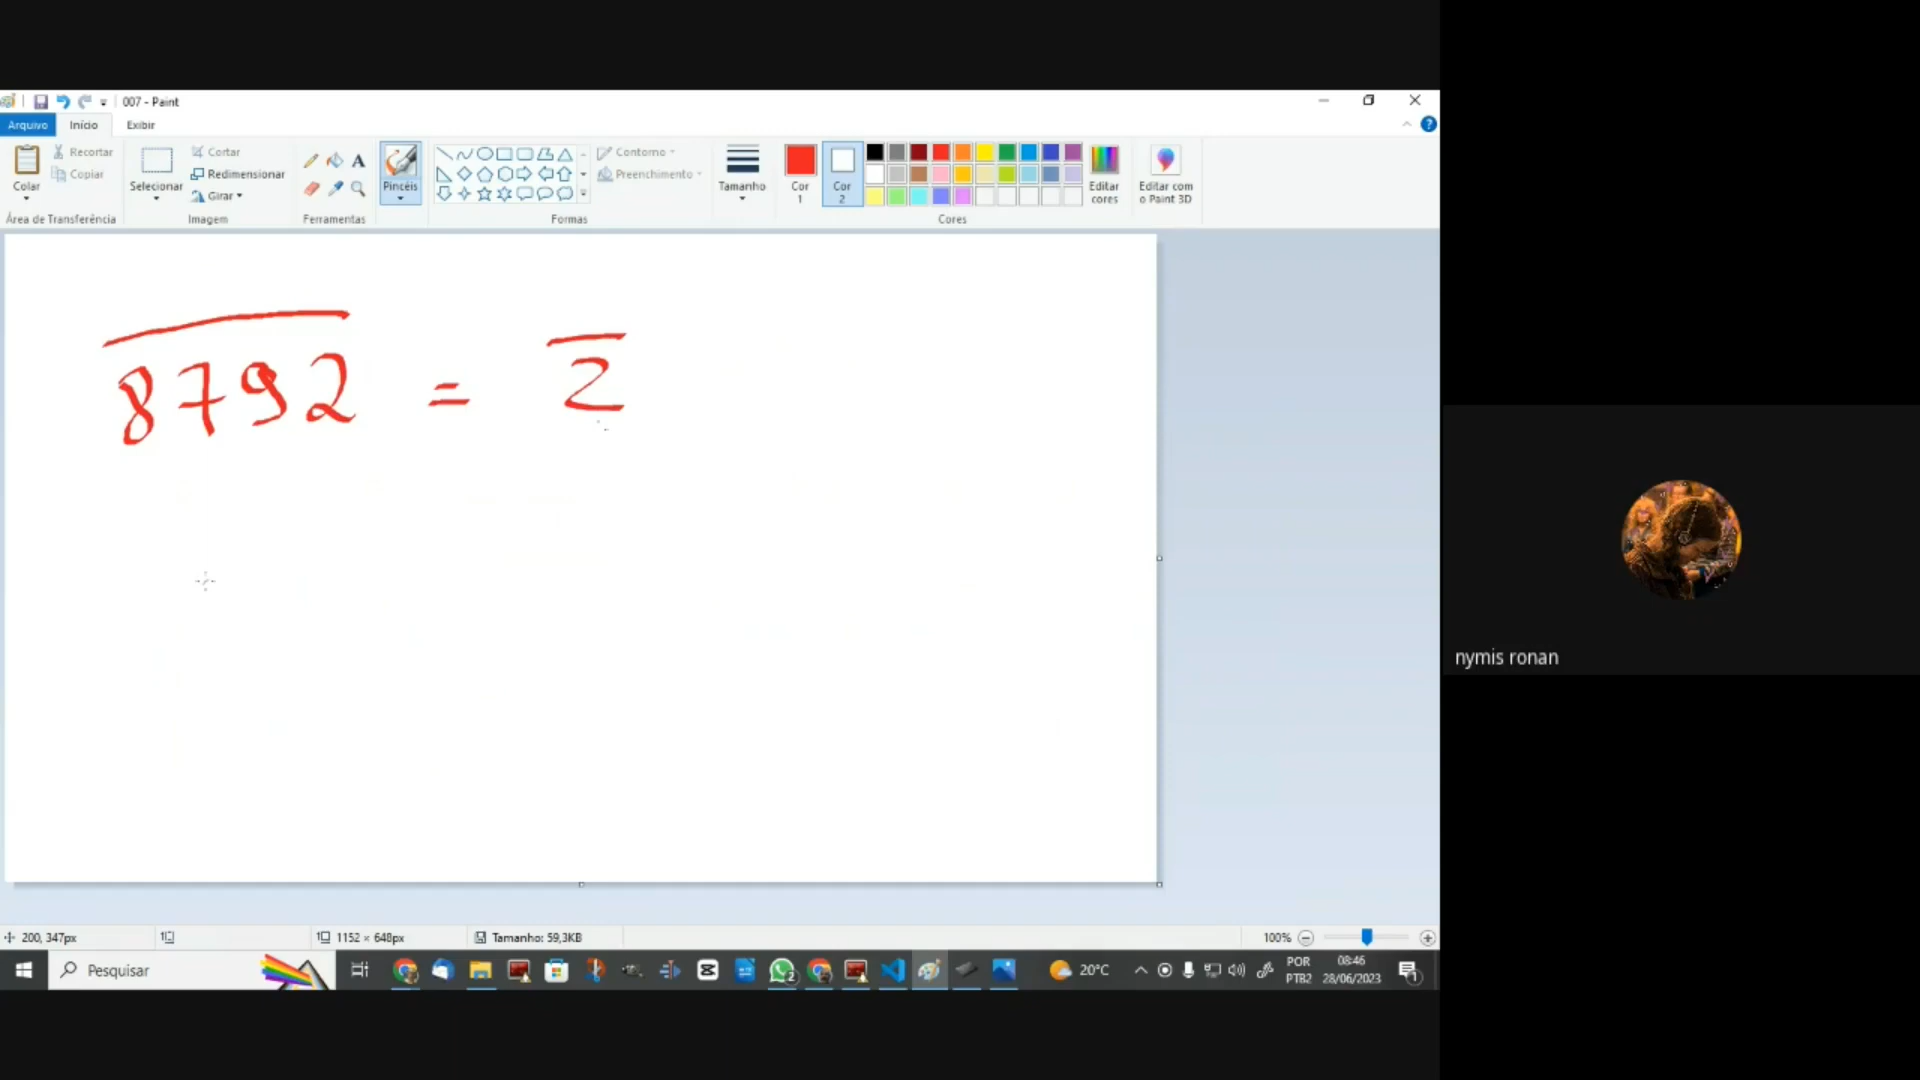 007 - Paint
Arquivo Início Exibir
Colar
Recortar
Copiar
Área de Transferência
Selecionar
Cortar
Redimensionar
Girar
Imagem
A
Ferramentas
Pincéis
Contorno
Preenchimento
Formas
Tamanho
Cor
1
Cor
2
Editar
cores
Cores
Editar com
o Paint 3D
8792 = 2
nymis ronan
200, 347px 1152 × 648px Tamanho: 59,3KB 100%
Pesquisar 2 20°C POR 08:46
PTB2 28/06/2023 1